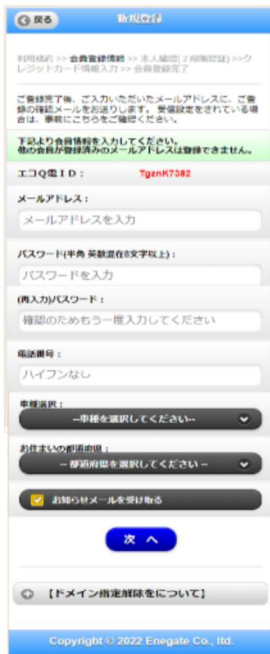 戻る
新規登録
利用規約 >> 会員登録情報 >> 本人確認(2段階認証) >>ク
レジットカード情報入力 >> 会員登録完了
ご登録完了後、ご入力いただいたメールアドレスに、ご登
録の確認メールをお送りします。 受信設定をされている場
合は、事前にこちらをご確認ください。
下記より会員情報を入力してください。
他の会員が登録済みのメールアドレスは登録できません。
エコQ電ID： TgznK7382
メールアドレス：
メールアドレスを入力
パスワード(半角 英数混在8文字以上)：
パスワードを入力
(再入力)パスワード：
確認のためもう一度入力してください
電話番号：
ハイフンなし
車種選択：
--車種を選択してください--
お住まいの都道府県：
-- 都道府県を選択してください --
お知らせメールを受け取る
次 へ
【ドメイン指定解除をについて】
Copyright © 2022 Enegate Co., ltd.